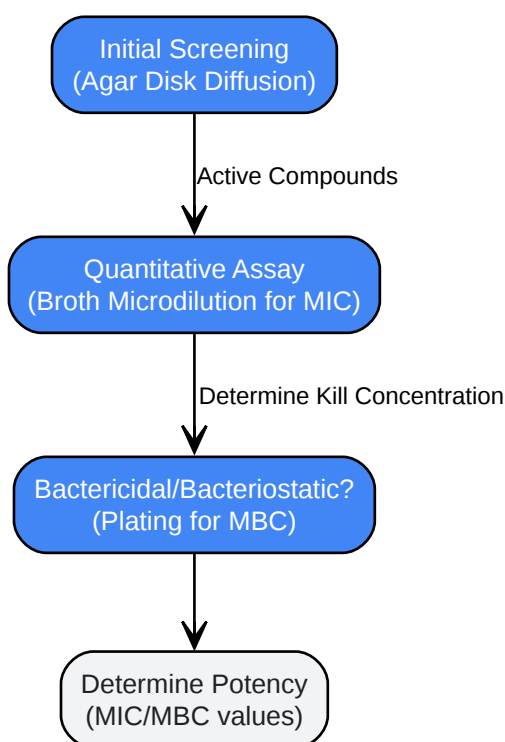 Initial Screening
(Agar Disk Diffusion)
Active Compounds
Quantitative Assay
(Broth Microdilution for MIC)
Determine Kill Concentration
Bactericidal/Bacteriostatic?
(Plating for MBC)
Determine Potency
(MIC/MBC values)